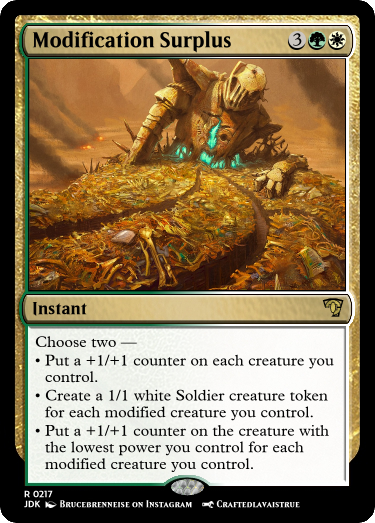 Modification Surplus 3
Instant
Choose two —
• Put a +1/+1 counter on each creature you
control.
• Create a 1/1 white Soldier creature token
for each modified creature you control.
• Put a +1/+1 counter on the creature with
the lowest power you control for each
modified creature you control.
R 0217
JDK Brucebrenneise on Instagram Craftedlavaistrue